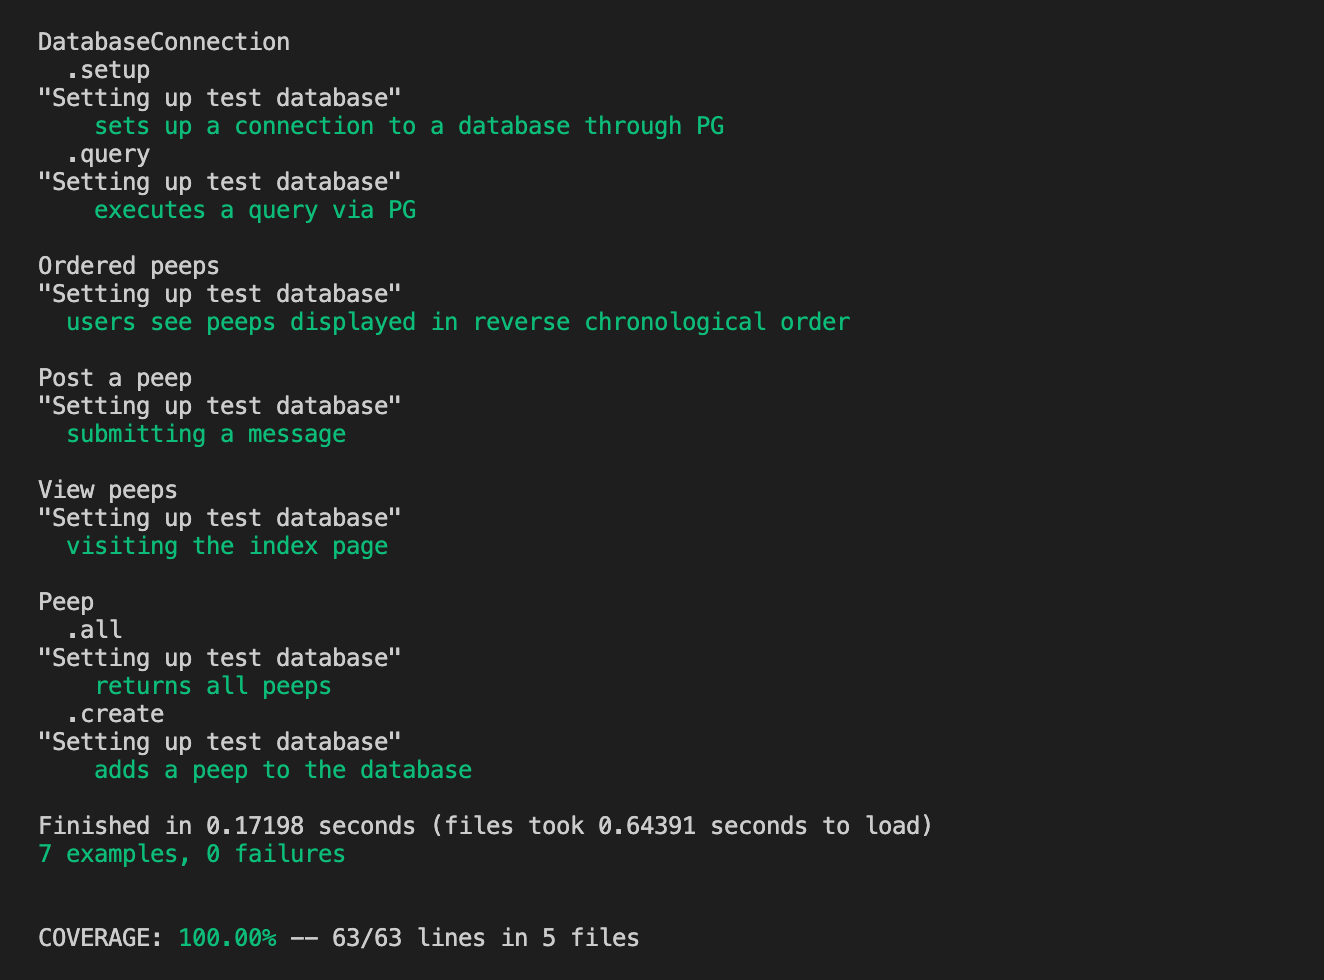 DatabaseConnection
.setup
"Setting up test database"
sets up a connection to a database through PG
.query
"Setting up test database"
executes a query via PG
Ordered peeps
"Setting up test database"
users see peeps displayed in reverse chronological order
Post a peep
"Setting up test database"
submitting a message
View peeps
"Setting up test database"
visiting the index page
Peep
.all
"Setting up test database"
returns all peeps
.create
"Setting up test database"
adds a peep to the database
Finished in 0.17198 seconds (files took 0.64391 seconds to load)
7 examples, 0 failures
COVERAGE: 100.00% -- 63/63 lines in 5 files